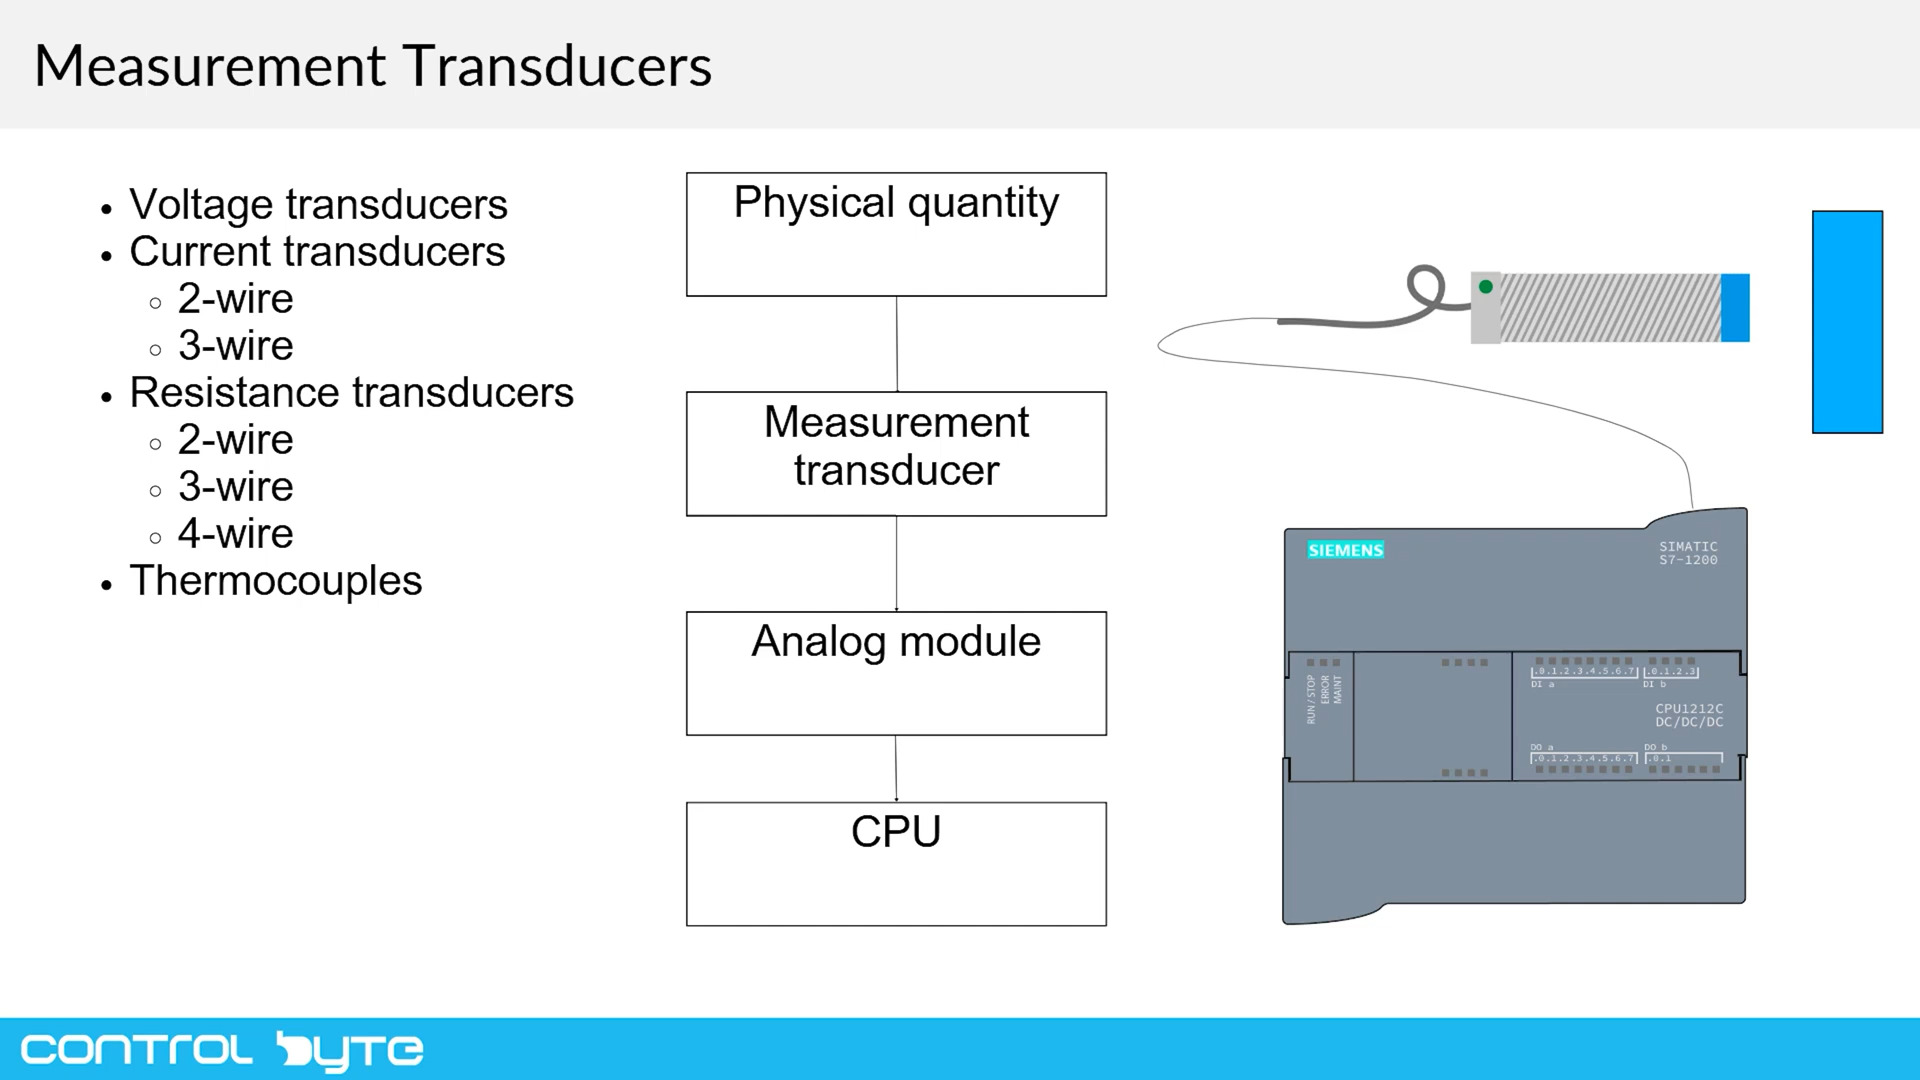 Measurement Transducers
Voltage transducers
Current transducers
2-wire
3-wire
Resistance transducers
2-wire
3-wire
4-wire
Thermocouples
Physical quantity
Measurement
transducer
Analog module
CPU
SIEMENS
SIMATIC
S7-1200
RUN/STOP
ERROR
MAINT
.0.1.2.3.4.5.6.7
.0.1.2.3
DI a
DI b
CPU1212C
DC/DC/DC
DO a
DO b
.0.1.2.3.4.5.6.7
.0.1
CONTROL BYTE